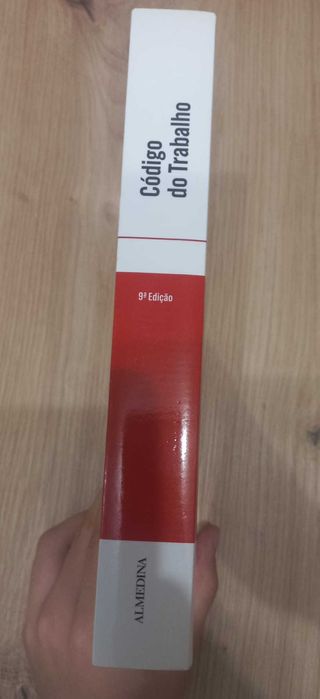 Código
do Trabalho
9ª Edição
ALMEDINA